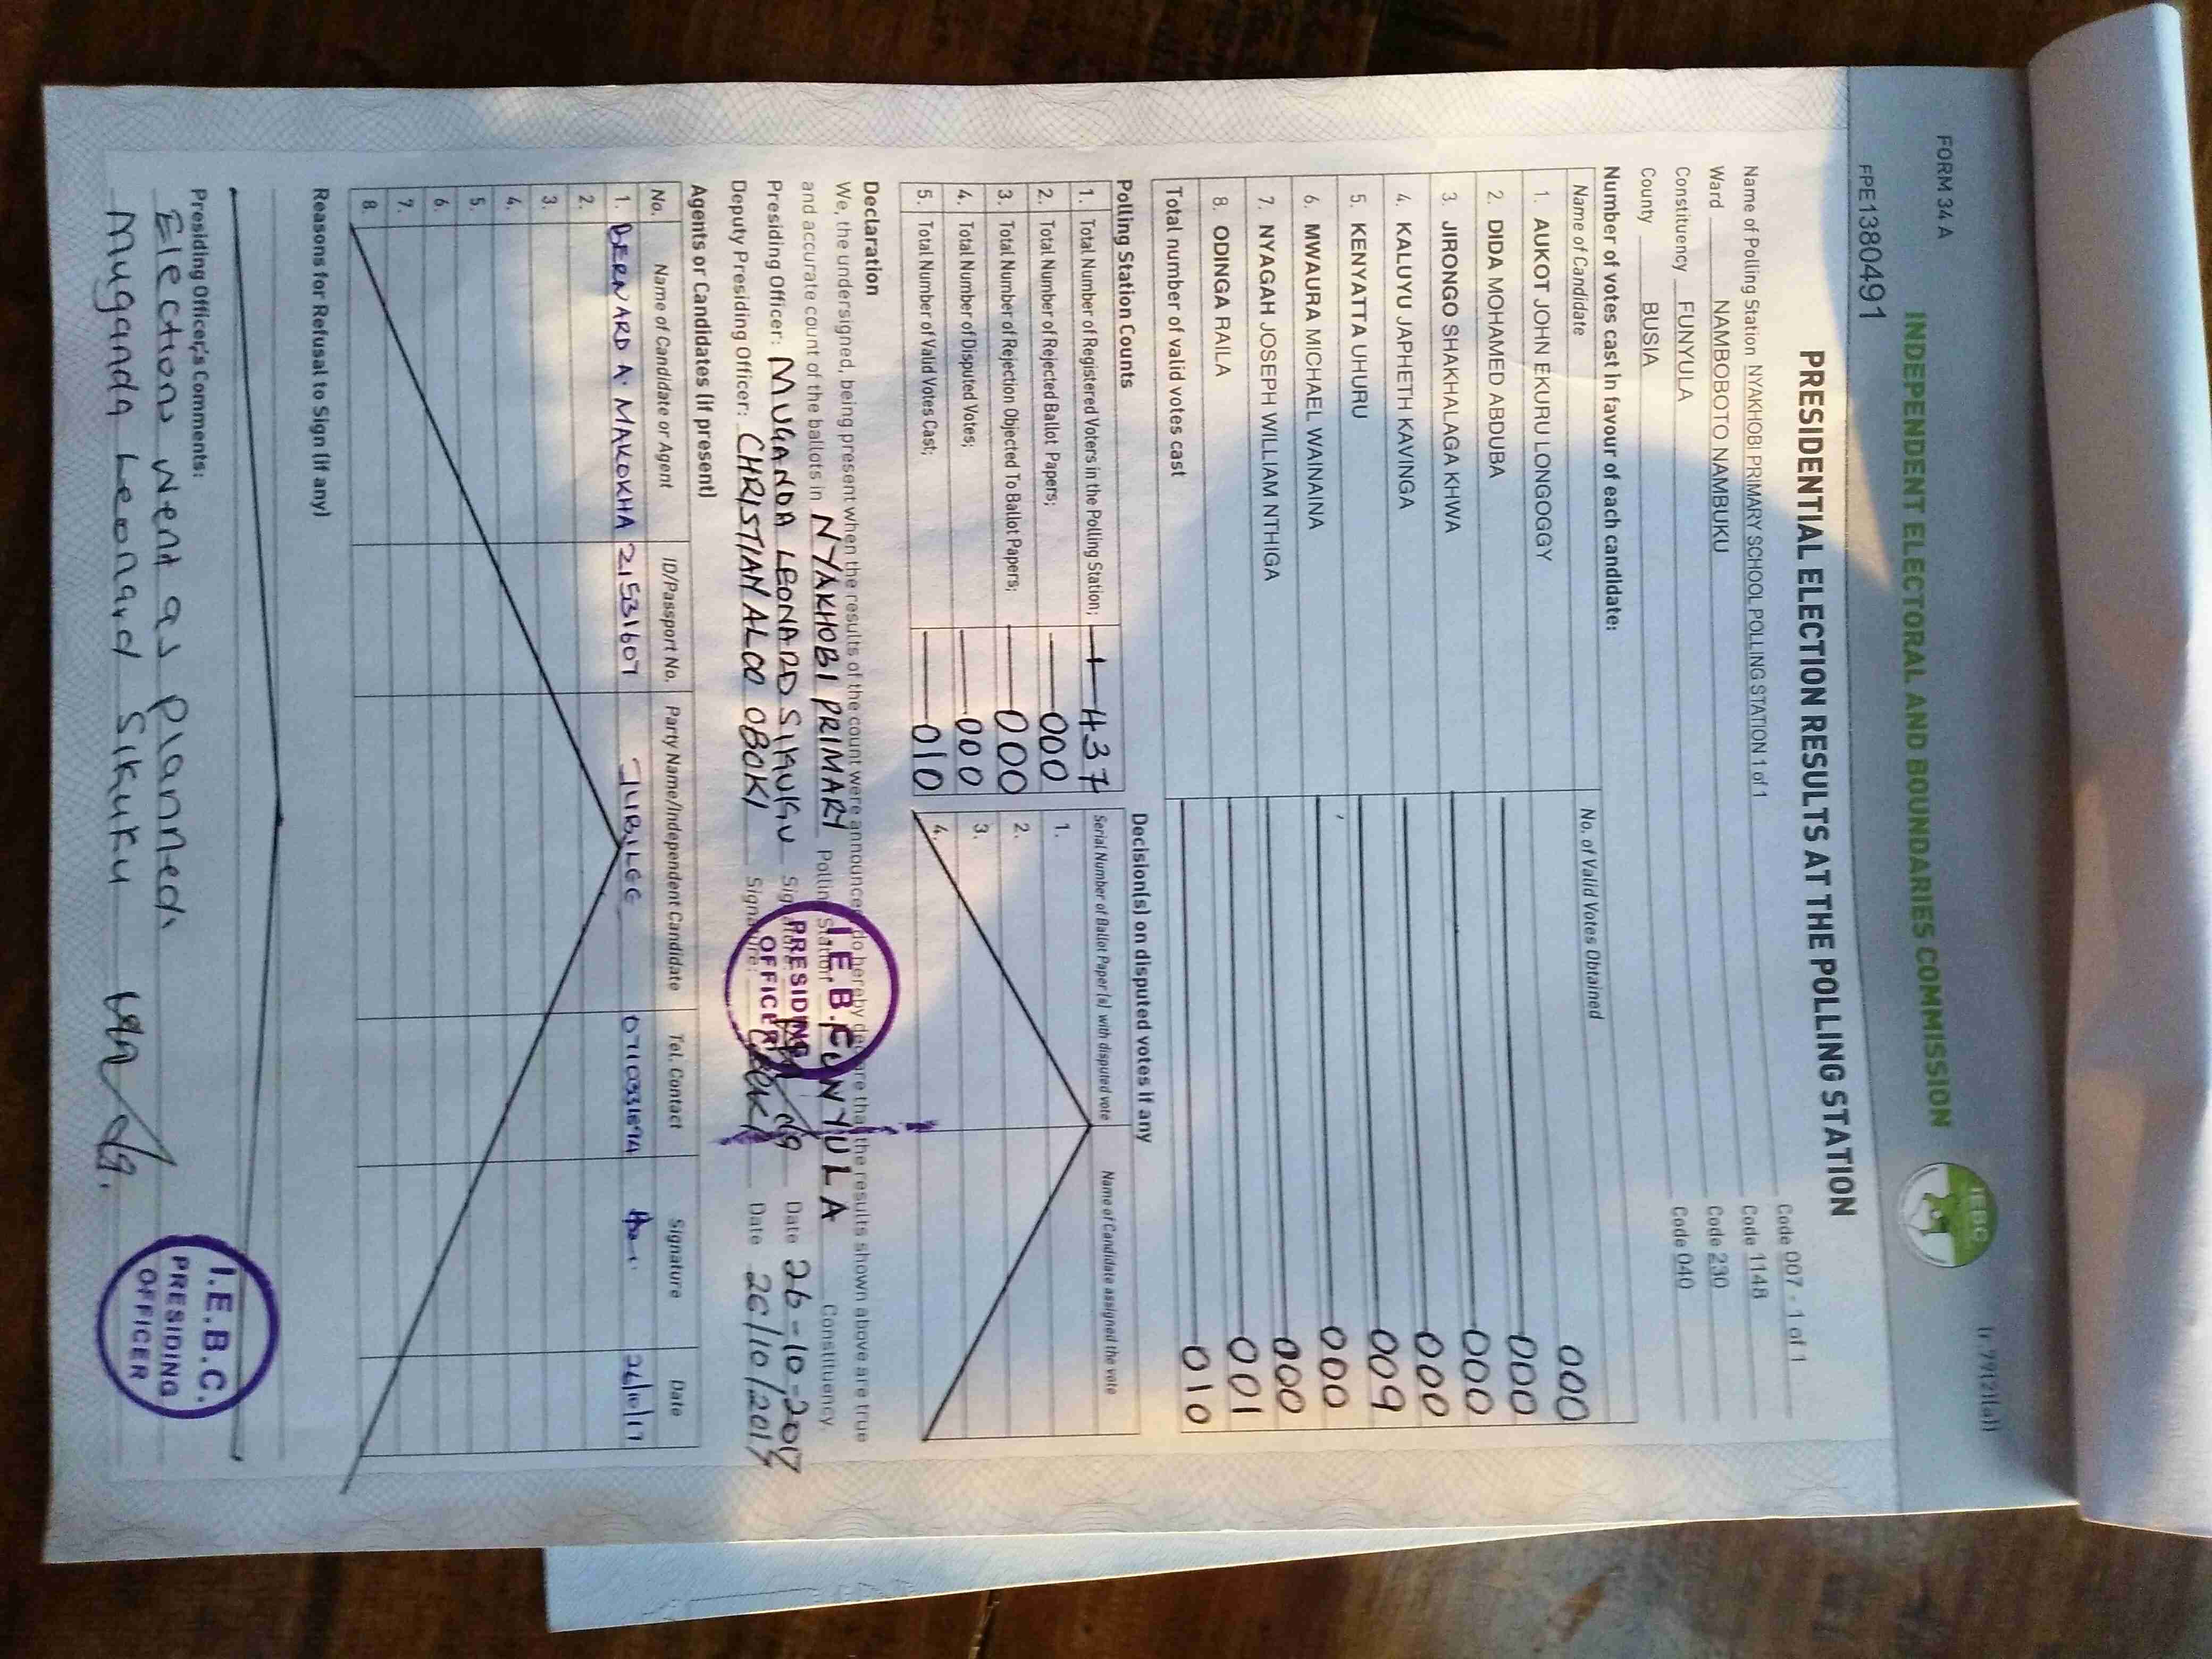 FORM 34 A
(r.79(2)(a))
INDEPENDENT ELECTORAL AND BOUNDARIES COMMISSION
IEBC
FPE1380491
PRESIDENTIAL ELECTION RESULTS AT THE POLLING STATION
Name of Polling Station NYAKHOBI PRIMARY SCHOOL POLLING STATION 1 of 1 Code 007 - 1 of 1
Ward NAMBOBOTO NAMBUKU Code 1148
Constituency FUNYULA Code 230
County BUSIA Code 040
Number of votes cast in favour of each candidate:
Name of Candidate No. of Valid Votes Obtained
1. AUKOT JOHN EKURU LONGOGGY 000
2. DIDA MOHAMED ABDUBA 000
3. JIRONGO SHAKHALAGA KHWA 000
4. KALUYU JAPHETH KAVINGA 000
5. KENYATTA UHURU 009
6. MWAURA MICHAEL WAINAINA 000
7. NYAGAH JOSEPH WILLIAM NTHIGA 000
8. ODINGA RAILA 001
Total number of valid votes cast 010
Polling Station Counts
1. Total Number of Registered Voters in the Polling Station; 437
2. Total Number of Rejected Ballot Papers; 000
3. Total Number of Rejection Objected To Ballot Papers; 000
4. Total Number of Disputed Votes; 000
5. Total Number of Valid Votes Cast; 010
Decision(s) on disputed votes if any
Serial Number of Ballot Paper (s) with disputed vote Name of Candidate assigned the vote
1.
2.
3.
4.
Declaration
We, the undersigned, being present when the results of the count were announced, do hereby declare that the results shown above are true
and accurate count of the ballots in NYAKHOBI PRIMARY Polling Station FUNYULA Constituency.
Presiding Officer: MUGANDA LEONARD SIKUKU Signature: Date 26-10-2017
Deputy Presiding Officer: CHRISTIAN ALOO OBOKI Signature: Date 26/10/2017
I.E.B.C.
PRESIDING
OFFICER
Agents or Candidates (if present)
No. Name of Candidate or Agent ID/Passport No. Party Name/Independent Candidate Tel. Contact Signature Date
1. BERNARD A. MAKOKHA 21531607 JUBILEE 26/10/17
2.
3.
4.
5.
6.
7.
8.
Reasons for Refusal to Sign (if any)
Presiding Officer's Comments:
Elections went as planned.
Muganda Leonard Sikuku
I.E.B.C.
PRESIDING
OFFICER